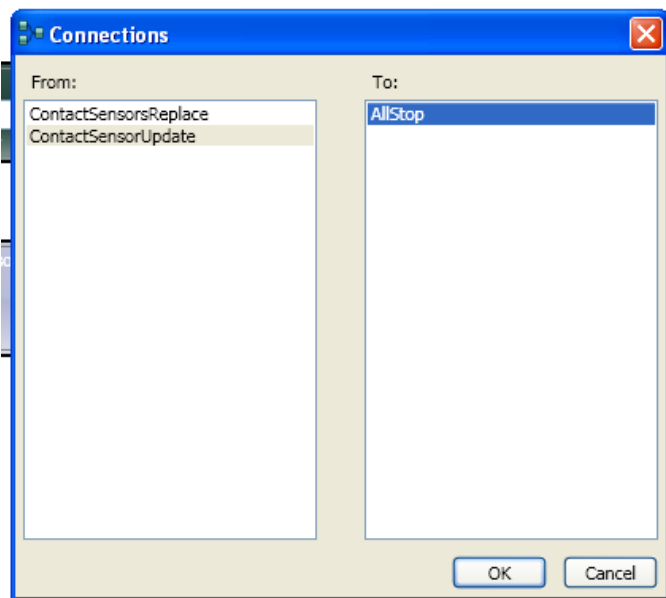 Connections
From:
To:
ContactSensorsReplace
ContactSensorUpdate
AllStop
OK
Cancel